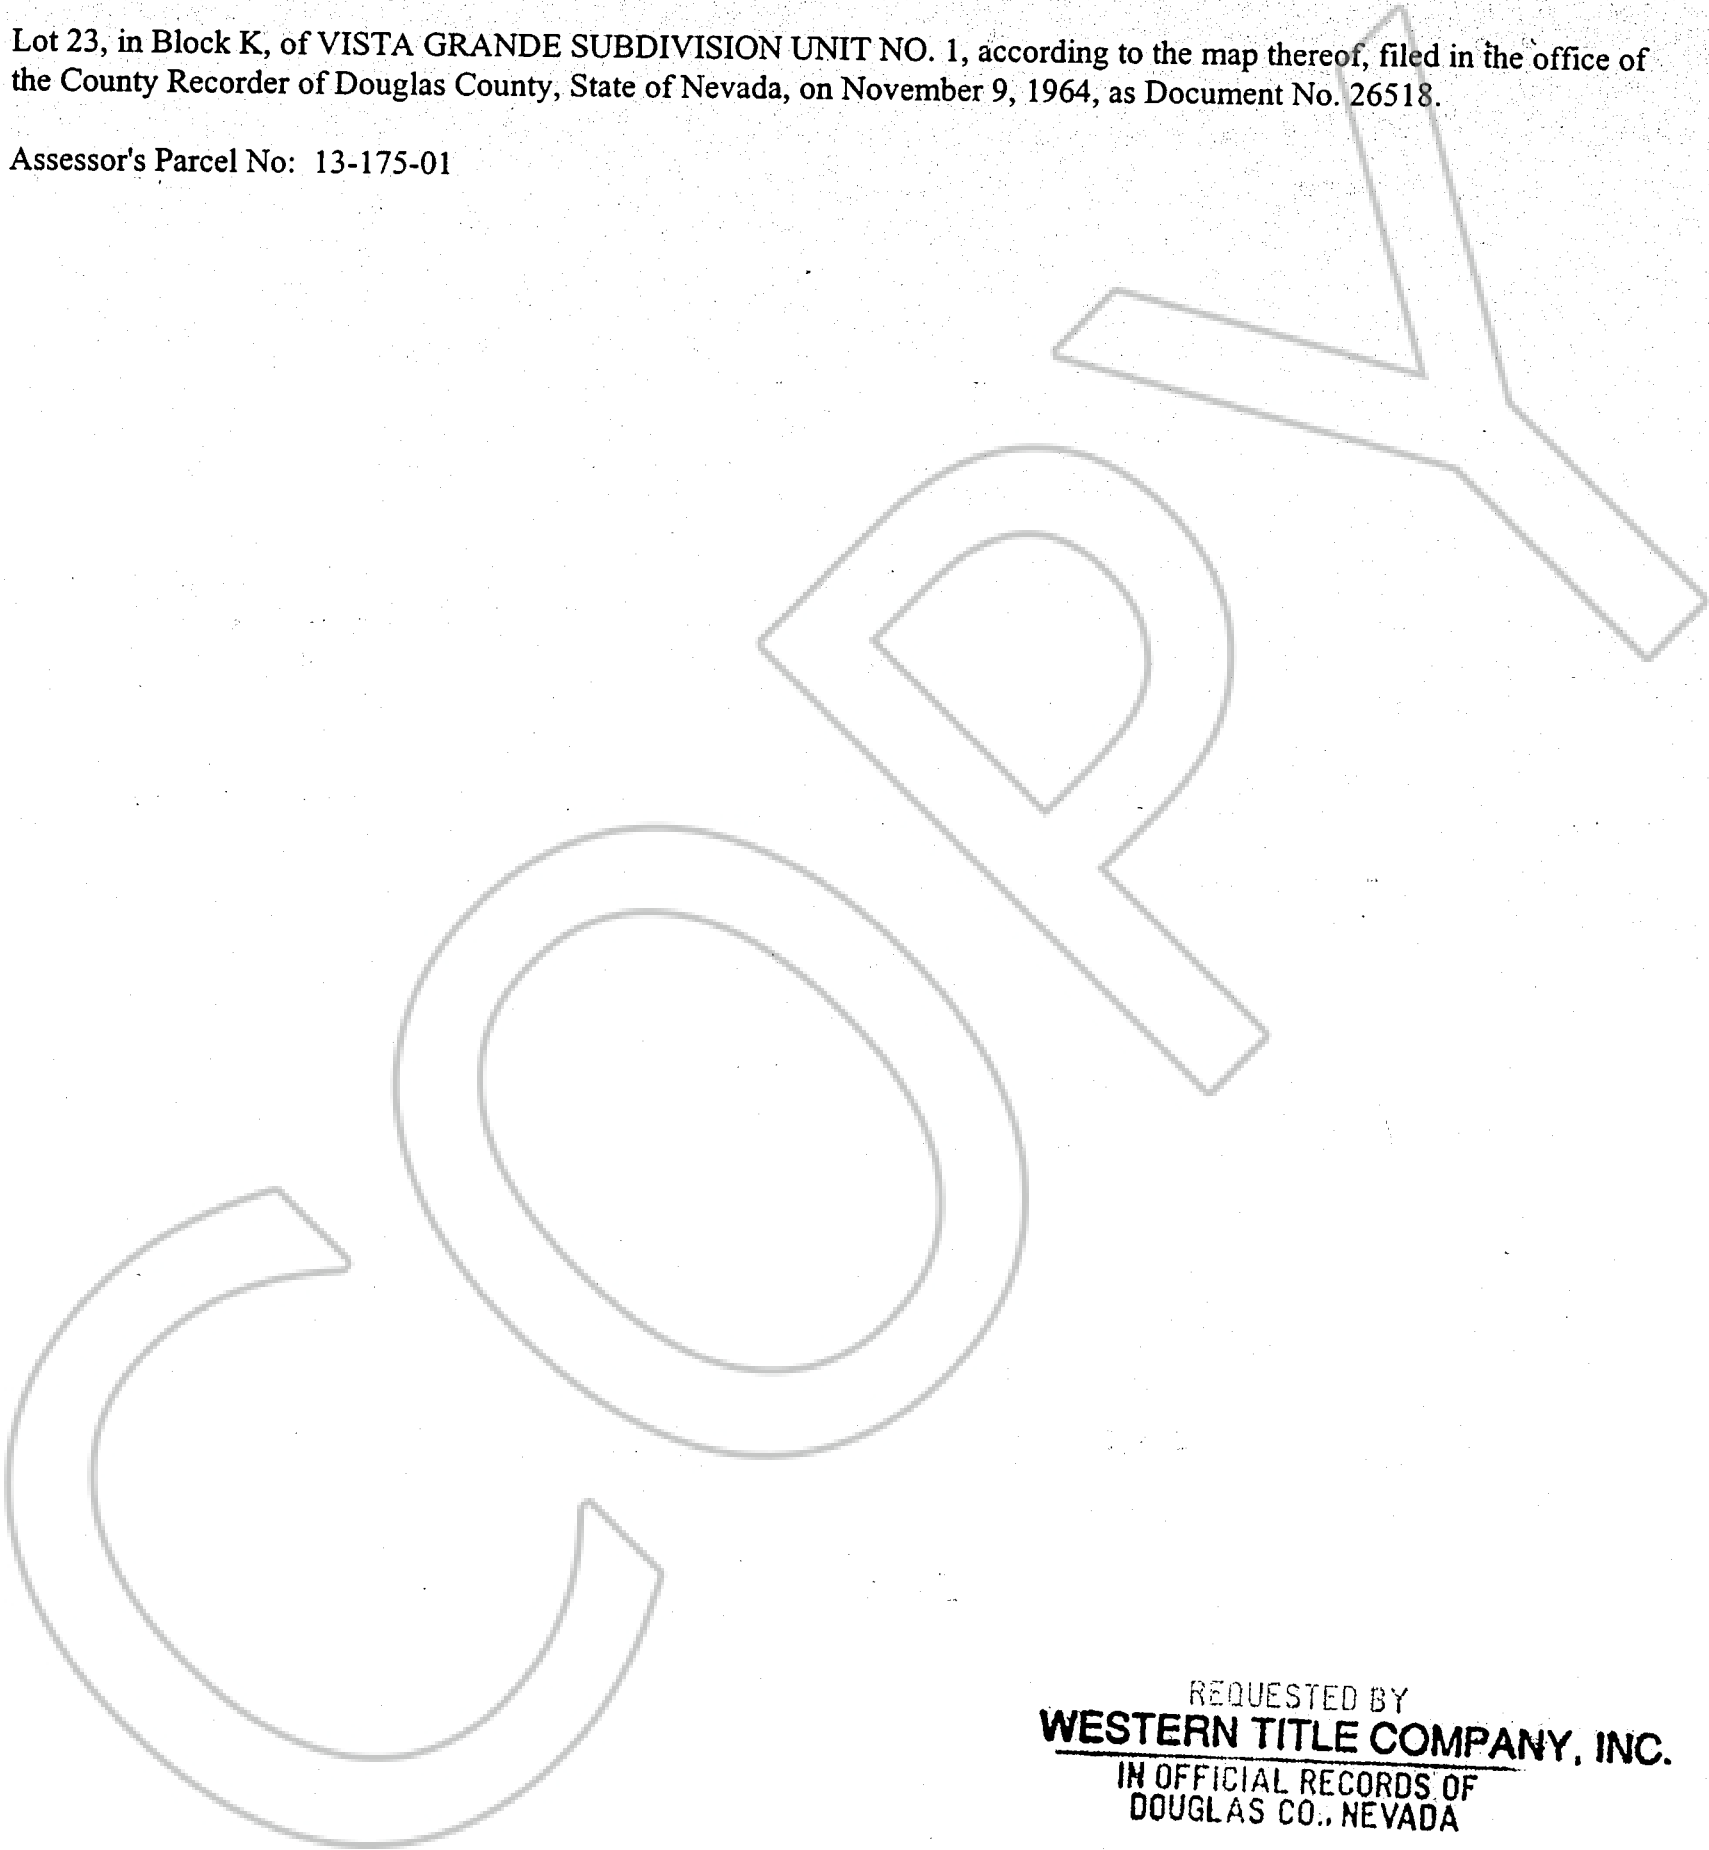 Lot 23, in Block K, of VISTA GRANDE SUBDIVISION UNIT NO. 1, according to the map thereof, filed in the office of
the County Recorder of Douglas County, State of Nevada, on November 9, 1964, as Document No. 26518.
Assessor's Parcel No: 13-175-01
COPY
REQUESTED BY
WESTERN TITLE COMPANY, INC.
IN OFFICIAL RECORDS OF
DOUGLAS CO., NEVADA